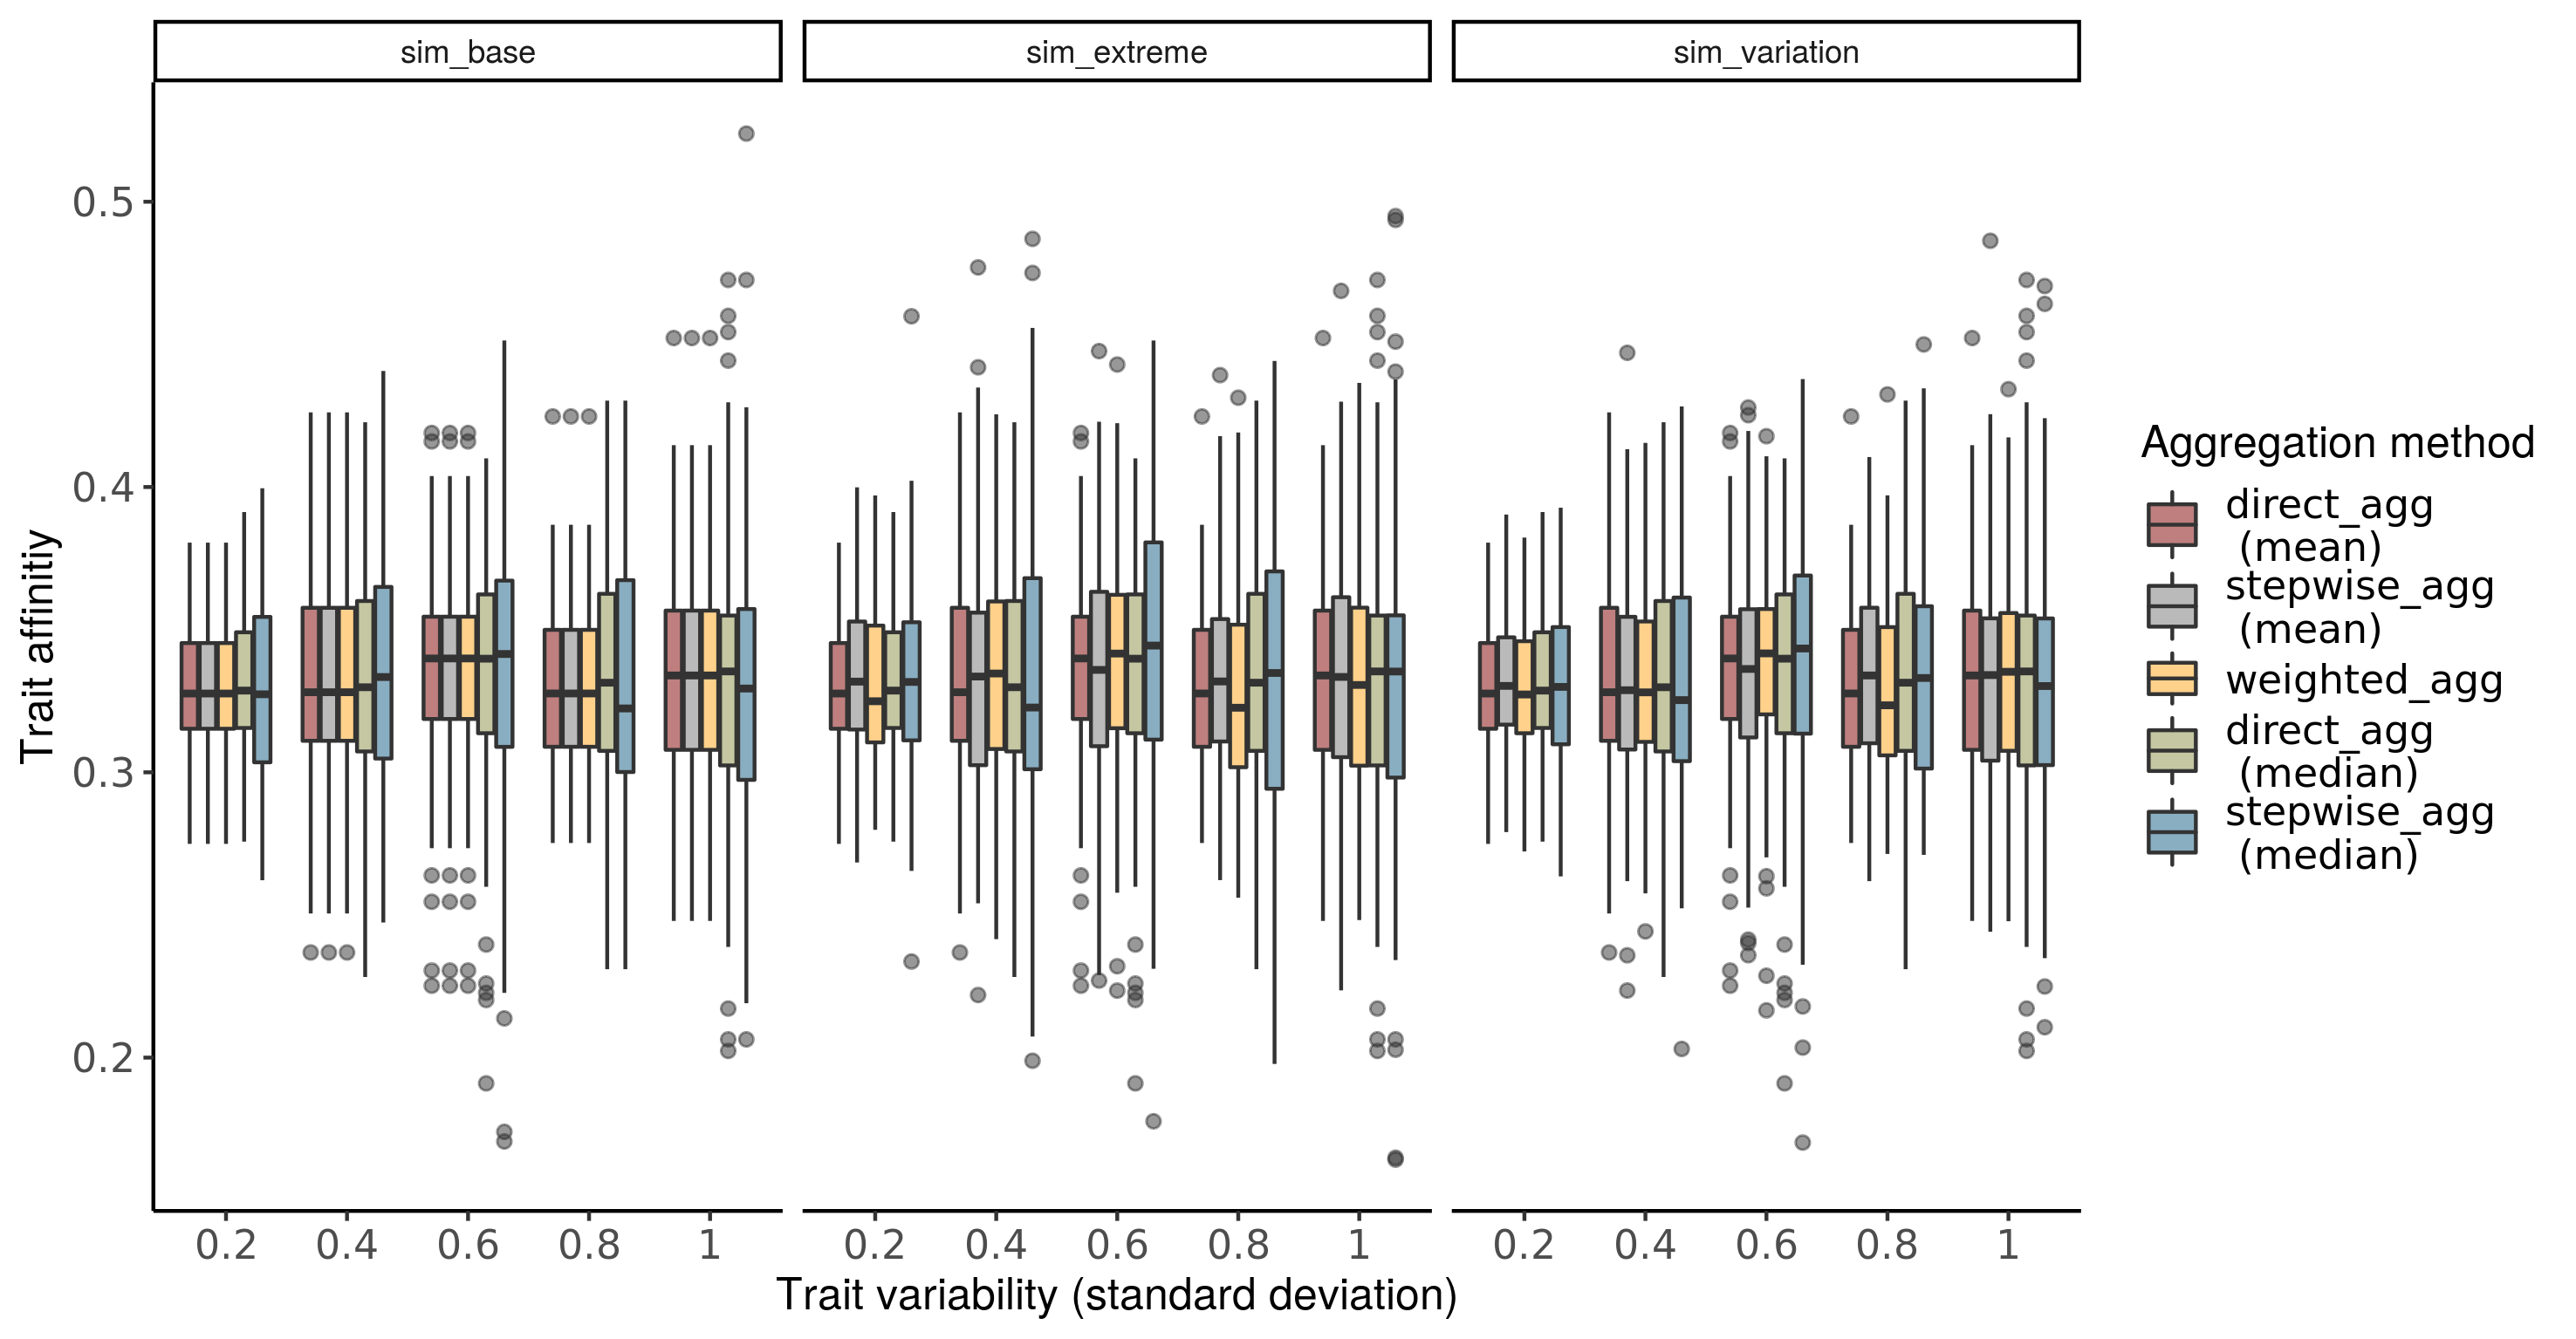 sim_base
sim_extreme
sim_variation
Trait affinitiy
0.5
0.4
0.3
0.2
0.2 0.4 0.6 0.8 1
0.2 0.4 0.6 0.8 1
0.2 0.4 0.6 0.8 1
Trait variability (standard deviation)
Aggregation method
direct_agg
(mean)
stepwise_agg
(mean)
weighted_agg
direct_agg
(median)
stepwise_agg
(median)